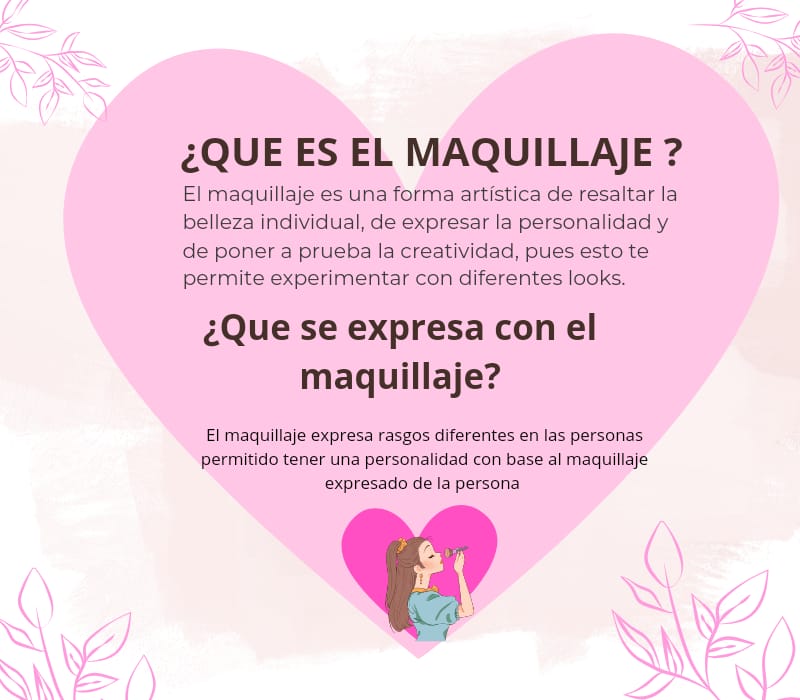 ¿QUE ES EL MAQUILLAJE ?
El maquillaje es una forma artística de resaltar la
belleza individual, de expresar la personalidad y
de poner a prueba la creatividad, pues esto te
permite experimentar con diferentes looks.
¿Que se expresa con el
maquillaje?
El maquillaje expresa rasgos diferentes en las personas
permitido tener una personalidad con base al maquillaje
expresado de la persona